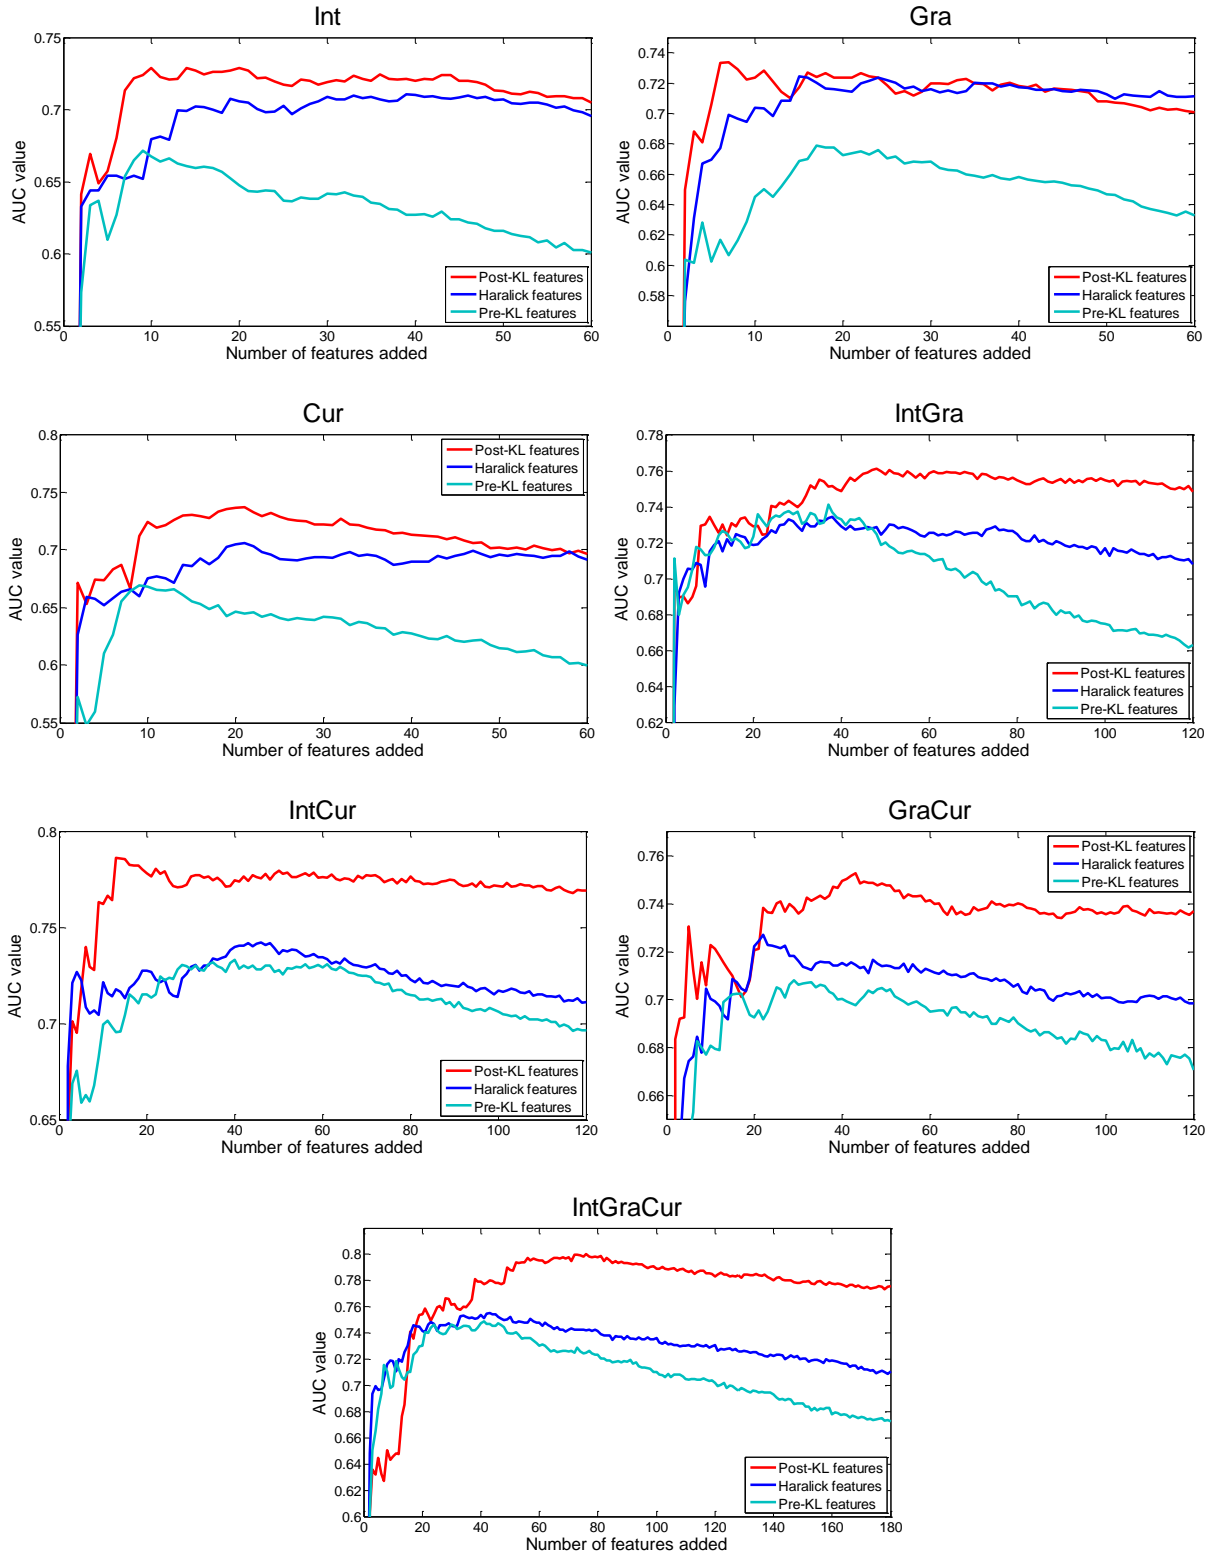 Int
0.75
0.7
0.65
0.6
0.55
AUC value
0 10 20 30 40 50 60
Number of features added
Post-KL features
Haralick features
Pre-KL features
Gra
0.74
0.72
0.7
0.68
0.66
0.64
0.62
0.6
0.58
AUC value
0 10 20 30 40 50 60
Number of features added
Post-KL features
Haralick features
Pre-KL features
Cur
0.8
0.75
0.7
0.65
0.6
0.55
AUC value
0 10 20 30 40 50 60
Number of features added
Post-KL features
Haralick features
Pre-KL features
IntGra
0.78
0.76
0.74
0.72
0.7
0.68
0.66
0.64
0.62
AUC value
0 20 40 60 80 100 120
Number of features added
Post-KL features
Haralick features
Pre-KL features
IntCur
0.8
0.75
0.7
0.65
AUC value
0 20 40 60 80 100 120
Number of features added
Post-KL features
Haralick features
Pre-KL features
GraCur
0.76
0.74
0.72
0.7
0.68
0.66
AUC value
0 20 40 60 80 100 120
Number of features added
Post-KL features
Haralick features
Pre-KL features
IntGraCur
0.8
0.78
0.76
0.74
0.72
0.7
0.68
0.66
0.64
0.62
0.6
AUC value
0 20 40 60 80 100 120 140 160 180
Number of features added
Post-KL features
Haralick features
Pre-KL features